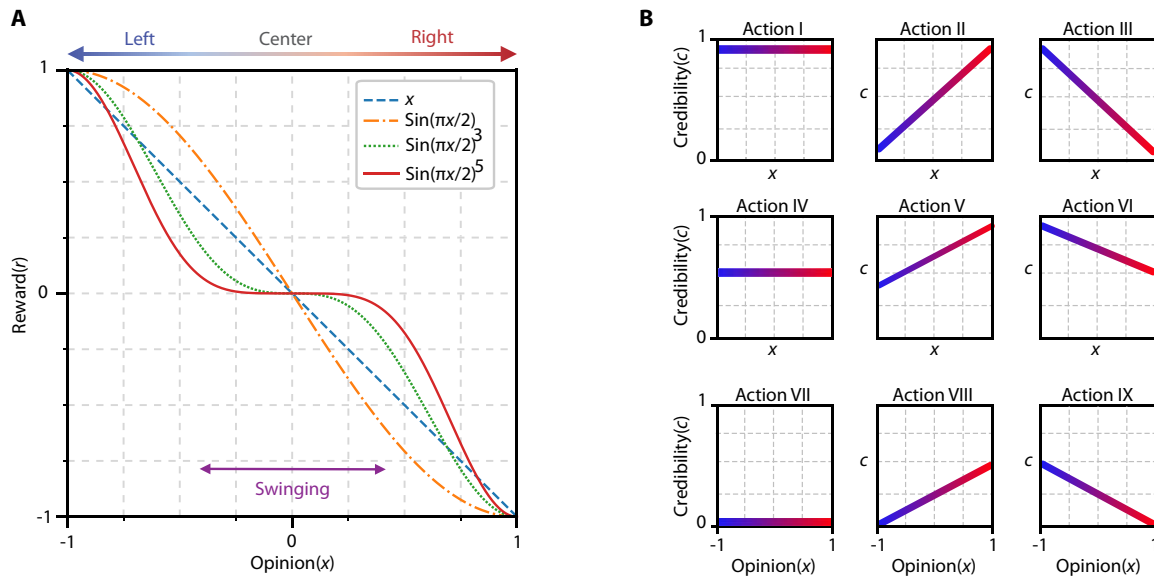 A
Left
Center
Right
1
0
-1
Reward(r)
x
Sin(πx/2)
Sin(πx/2)3
Sin(πx/2)5
Swinging
-1
0
1
Opinion(x)
B
Action I
Action II
Action III
1
0
Credibility(c)
c
c
x
x
x
Action IV
Action V
Action VI
1
0
Credibility(c)
c
c
x
x
x
Action VII
Action VIII
Action IX
1
0
Credibility(c)
c
c
-1
1
-1
1
-1
1
Opinion(x)
Opinion(x)
Opinion(x)